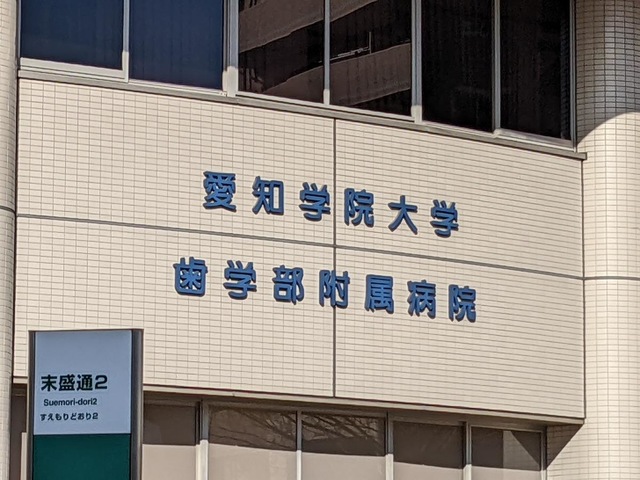 愛知学院大学
歯学部附属病院
末盛通2
Suemori-dori2
すえもりどおり2